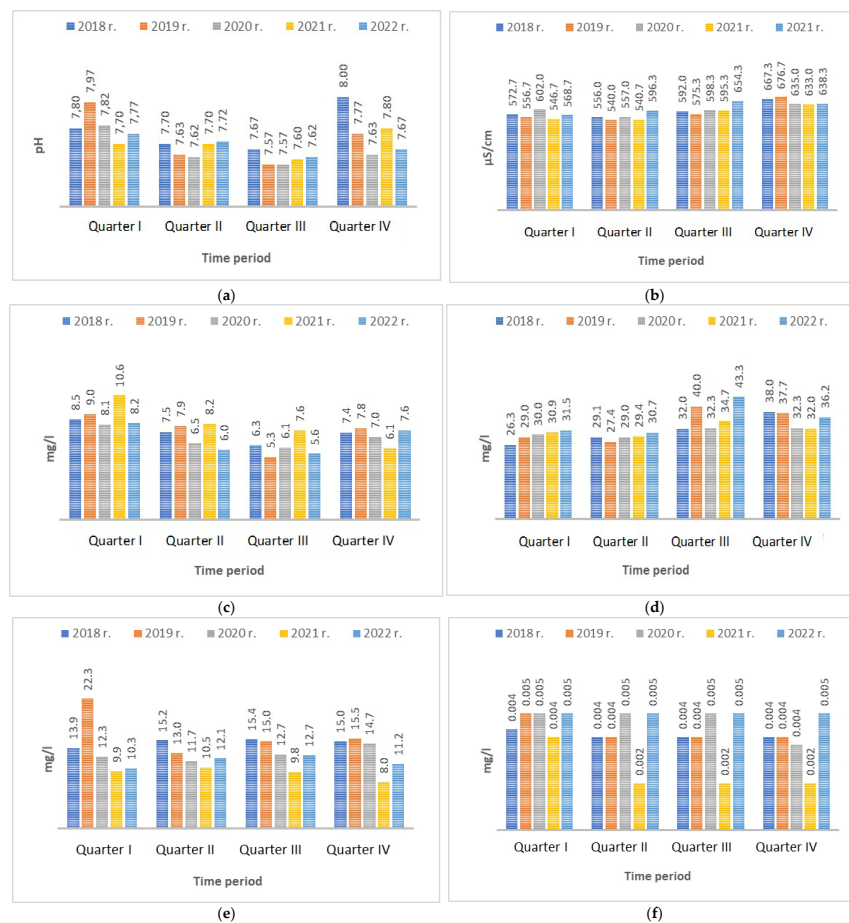 2018 r. 2019 r. 2020 r. 2021 r. 2022 r.
pH
7,80 7,97 7,82 7.70 7,77
7.70 7.63 7.62 7.70 7.72
7.67 7.57 7.57 7.60 7.62
8.00 7.77 7.63 7.80 7.67
Quarter I Quarter II Quarter III Quarter IV
Time period
(a)
2018 r. 2019 r. 2020 r. 2021 r. 2021 r.
µS/cm
572.7 556.7 602.0 546.7 568.7
556.0 540.0 557.0 540.7 596.3
592.0 575.3 598.3 595.3 654.3
667.3 676.7 635.0 633.0 638.3
Quarter I Quarter II Quarter III Quarter IV
Time period
(b)
2018 r. 2019 r. 2020 r. 2021 r. 2022 r.
mg/l
8.5 9.0 8.1 10.6 8.2
7.5 7.9 6.5 8.2 6.0
6.3 5.3 6.1 7.6 5.6
7.4 7.8 7.0 6.1 7.6
Quarter I Quarter II Quarter III Quarter IV
Time period
(c)
2018 r. 2019 r. 2020 r. 2021 r. 2022 r.
mg/l
26.3 29.0 30.0 30.9 31.5
29.1 27.4 29.0 29.4 30.7
32.0 40.0 32.3 34.7 43.3
38.0 37.7 32.3 32.0 36.2
Quarter I Quarter II Quarter III Quarter IV
Time period
(d)
2018 r. 2019 r. 2020 r. 2021 r. 2022 r.
mg/l
13.9 22.3 12.3 9.9 10.3
15.2 13.0 11.7 10.5 12.1
15.4 15.0 12.7 9.8 12.7
15.0 15.5 14.7 8.0 11.2
Quarter I Quarter II Quarter III Quarter IV
Time period
(e)
2018 r. 2019 r. 2020 r. 2021 r. 2022 r.
mg/l
0.004 0.005 0.005 0.004 0.005
0.004 0.004 0.005 0.002 0.005
0.004 0.004 0.005 0.002 0.005
0.004 0.004 0.004 0.002 0.005
Quarter I Quarter II Quarter III Quarter IV
Time period
(f)